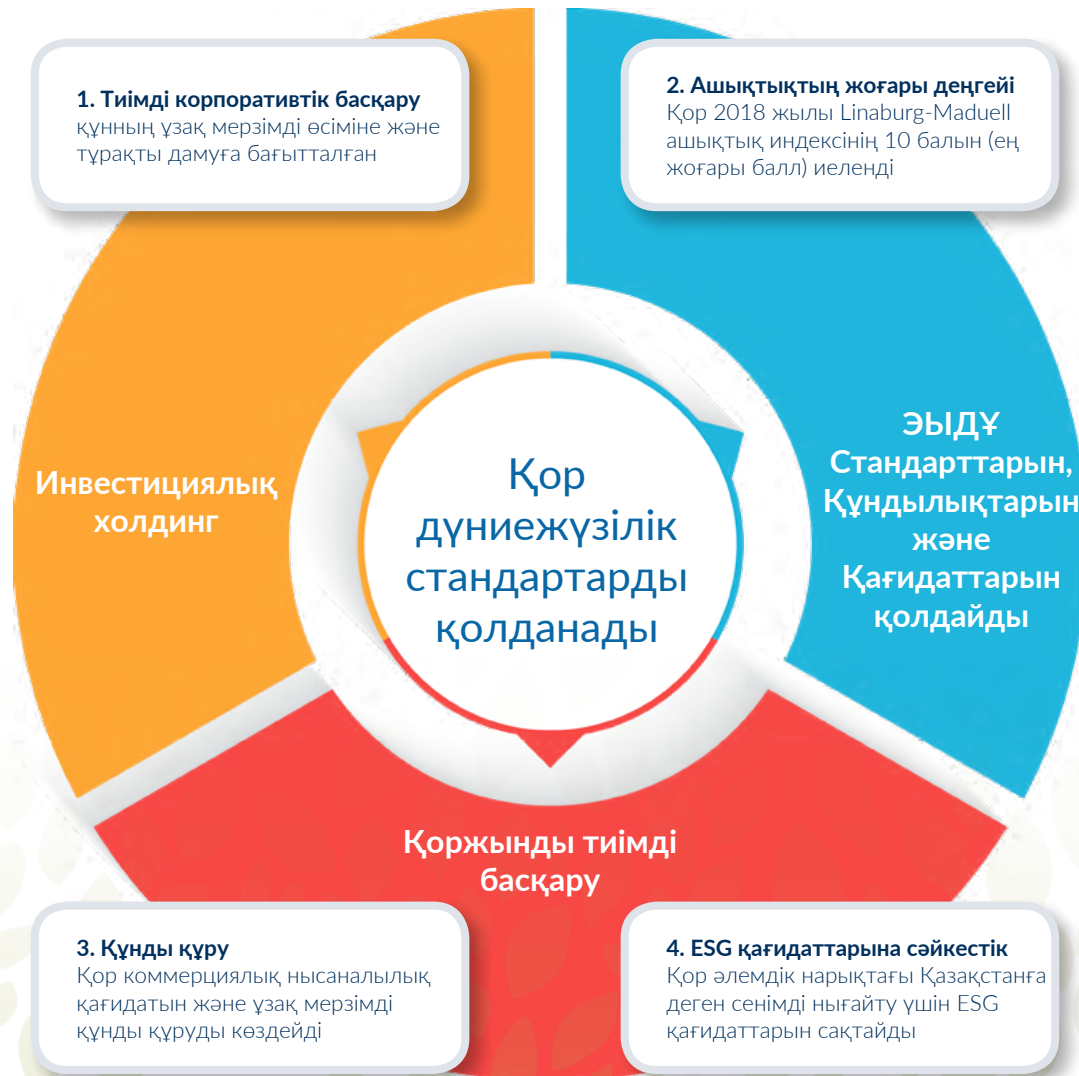 1. Тиімді корпоративтік басқару
құнның ұзақ мерзімді өсіміне және
тұрақты дамуға бағытталған
2. Ашықтықтың жоғары деңгейі
Қор 2018 жылы Linaburg-Maduell
ашықтық индексінің 10 балын (ең
жоғары балл) иеленді
Инвестициялық
холдинг
Қор
дүниежүзілік
стандартарды
қолданады
ЭЫДҰ
Стандарттарын,
Құндылықтарын
және
Қағидаттарын
қолдайды
Қоржынды тиімді
басқару
3. Құнды құру
Қор коммерциялық нысаналылық
қағидатын және ұзақ мерзімді
құнды құруды көздейді
4. ESG қағидаттарына сәйкестік
Қор әлемдік нарықтағы Қазақстанға
деген сенімді нығайту үшін ESG
қағидаттарын сақтайды